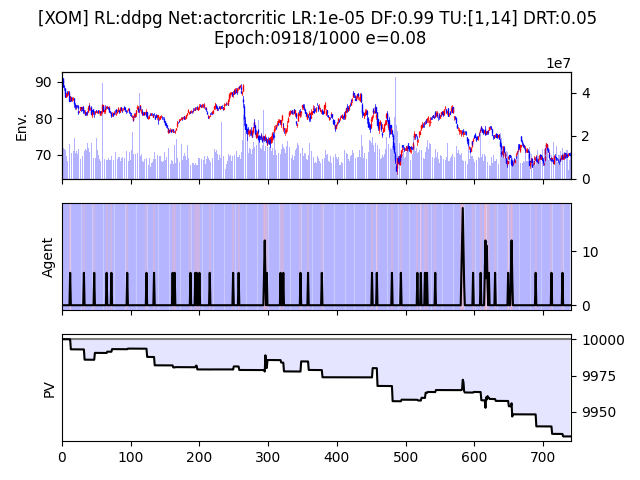 [XOM] RL:ddpg Net:actorcritic LR:1e-05 DF:0.99 TU:[1,14] DRT:0.05
Epoch:0918/1000 e=0.08
1e7
Env.
90
80
70
4
2
0
Agent
10
0
PV
10000
9975
9950
0 100 200 300 400 500 600 700